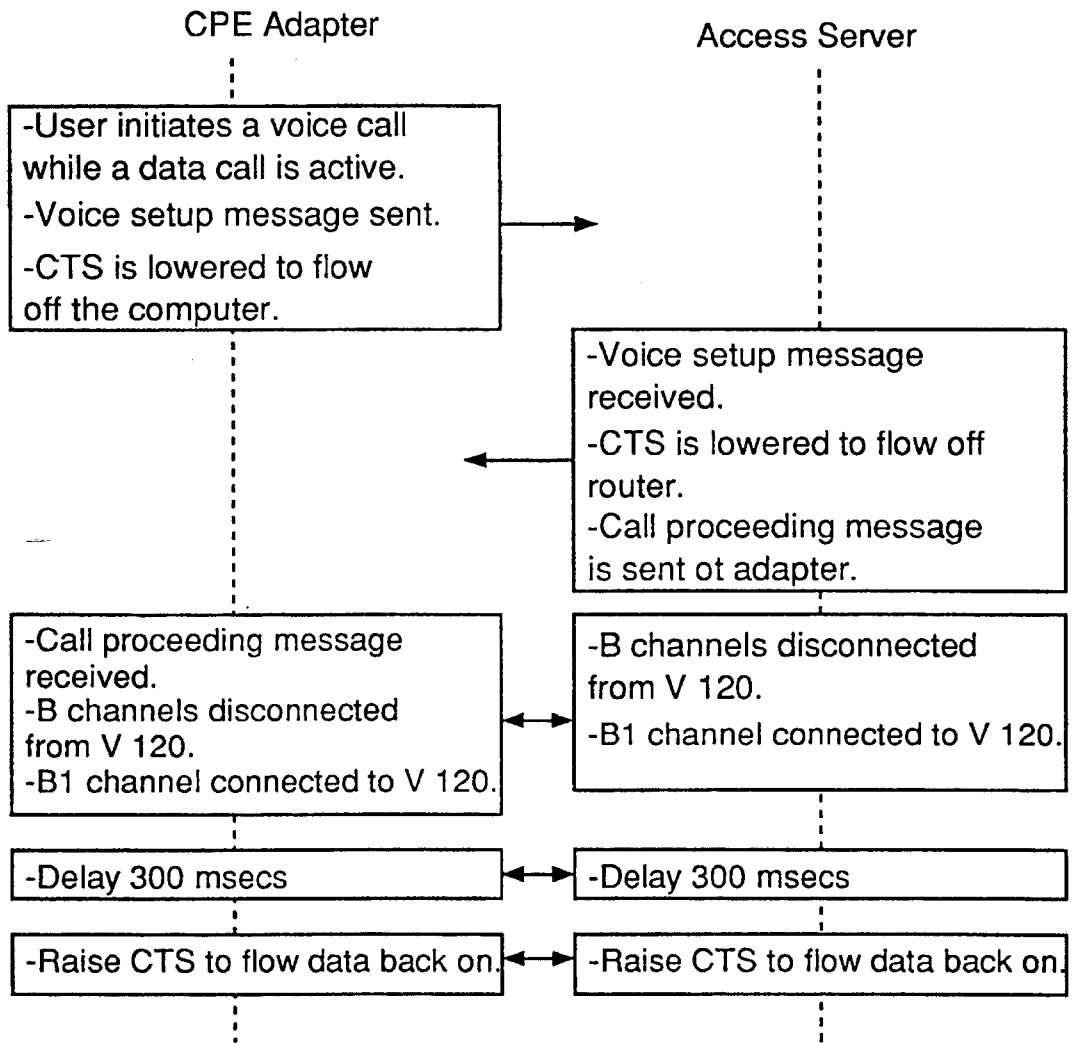 CPE Adapter
Access Server
-User initiates a voice call
while a data call is active.
-Voice setup message sent.
-CTS is lowered to flow
off the computer.
-Voice setup message
received.
-CTS is lowered to flow off
router.
-Call proceeding message
is sent ot adapter.
-Call proceeding message
received.
-B channels disconnected
from V 120.
-B1 channel connected to V 120.
-B channels disconnected
from V 120.
-B1 channel connected to V 120.
-Delay 300 msecs
-Delay 300 msecs
-Raise CTS to flow data back on.
-Raise CTS to flow data back on.